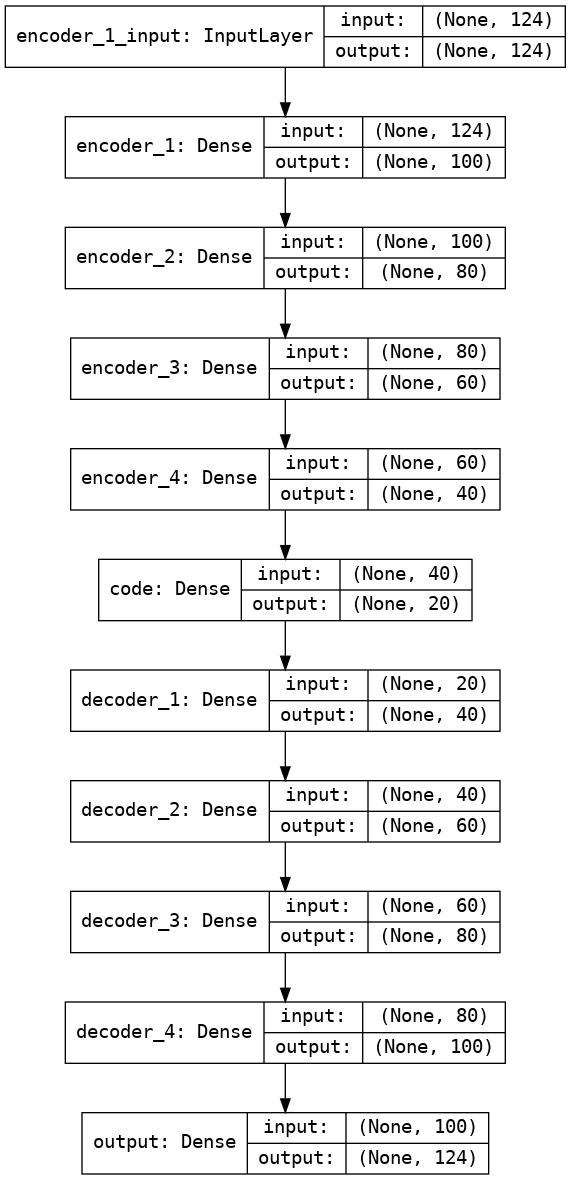 encoder_1_input: InputLayer
input: (None, 124)
output: (None, 124)
encoder_1: Dense
input: (None, 124)
output: (None, 100)
encoder_2: Dense
input: (None, 100)
output: (None, 80)
encoder_3: Dense
input: (None, 80)
output: (None, 60)
encoder_4: Dense
input: (None, 60)
output: (None, 40)
code: Dense
input: (None, 40)
output: (None, 20)
decoder_1: Dense
input: (None, 20)
output: (None, 40)
decoder_2: Dense
input: (None, 40)
output: (None, 60)
decoder_3: Dense
input: (None, 60)
output: (None, 80)
decoder_4: Dense
input: (None, 80)
output: (None, 100)
output: Dense
input: (None, 100)
output: (None, 124)